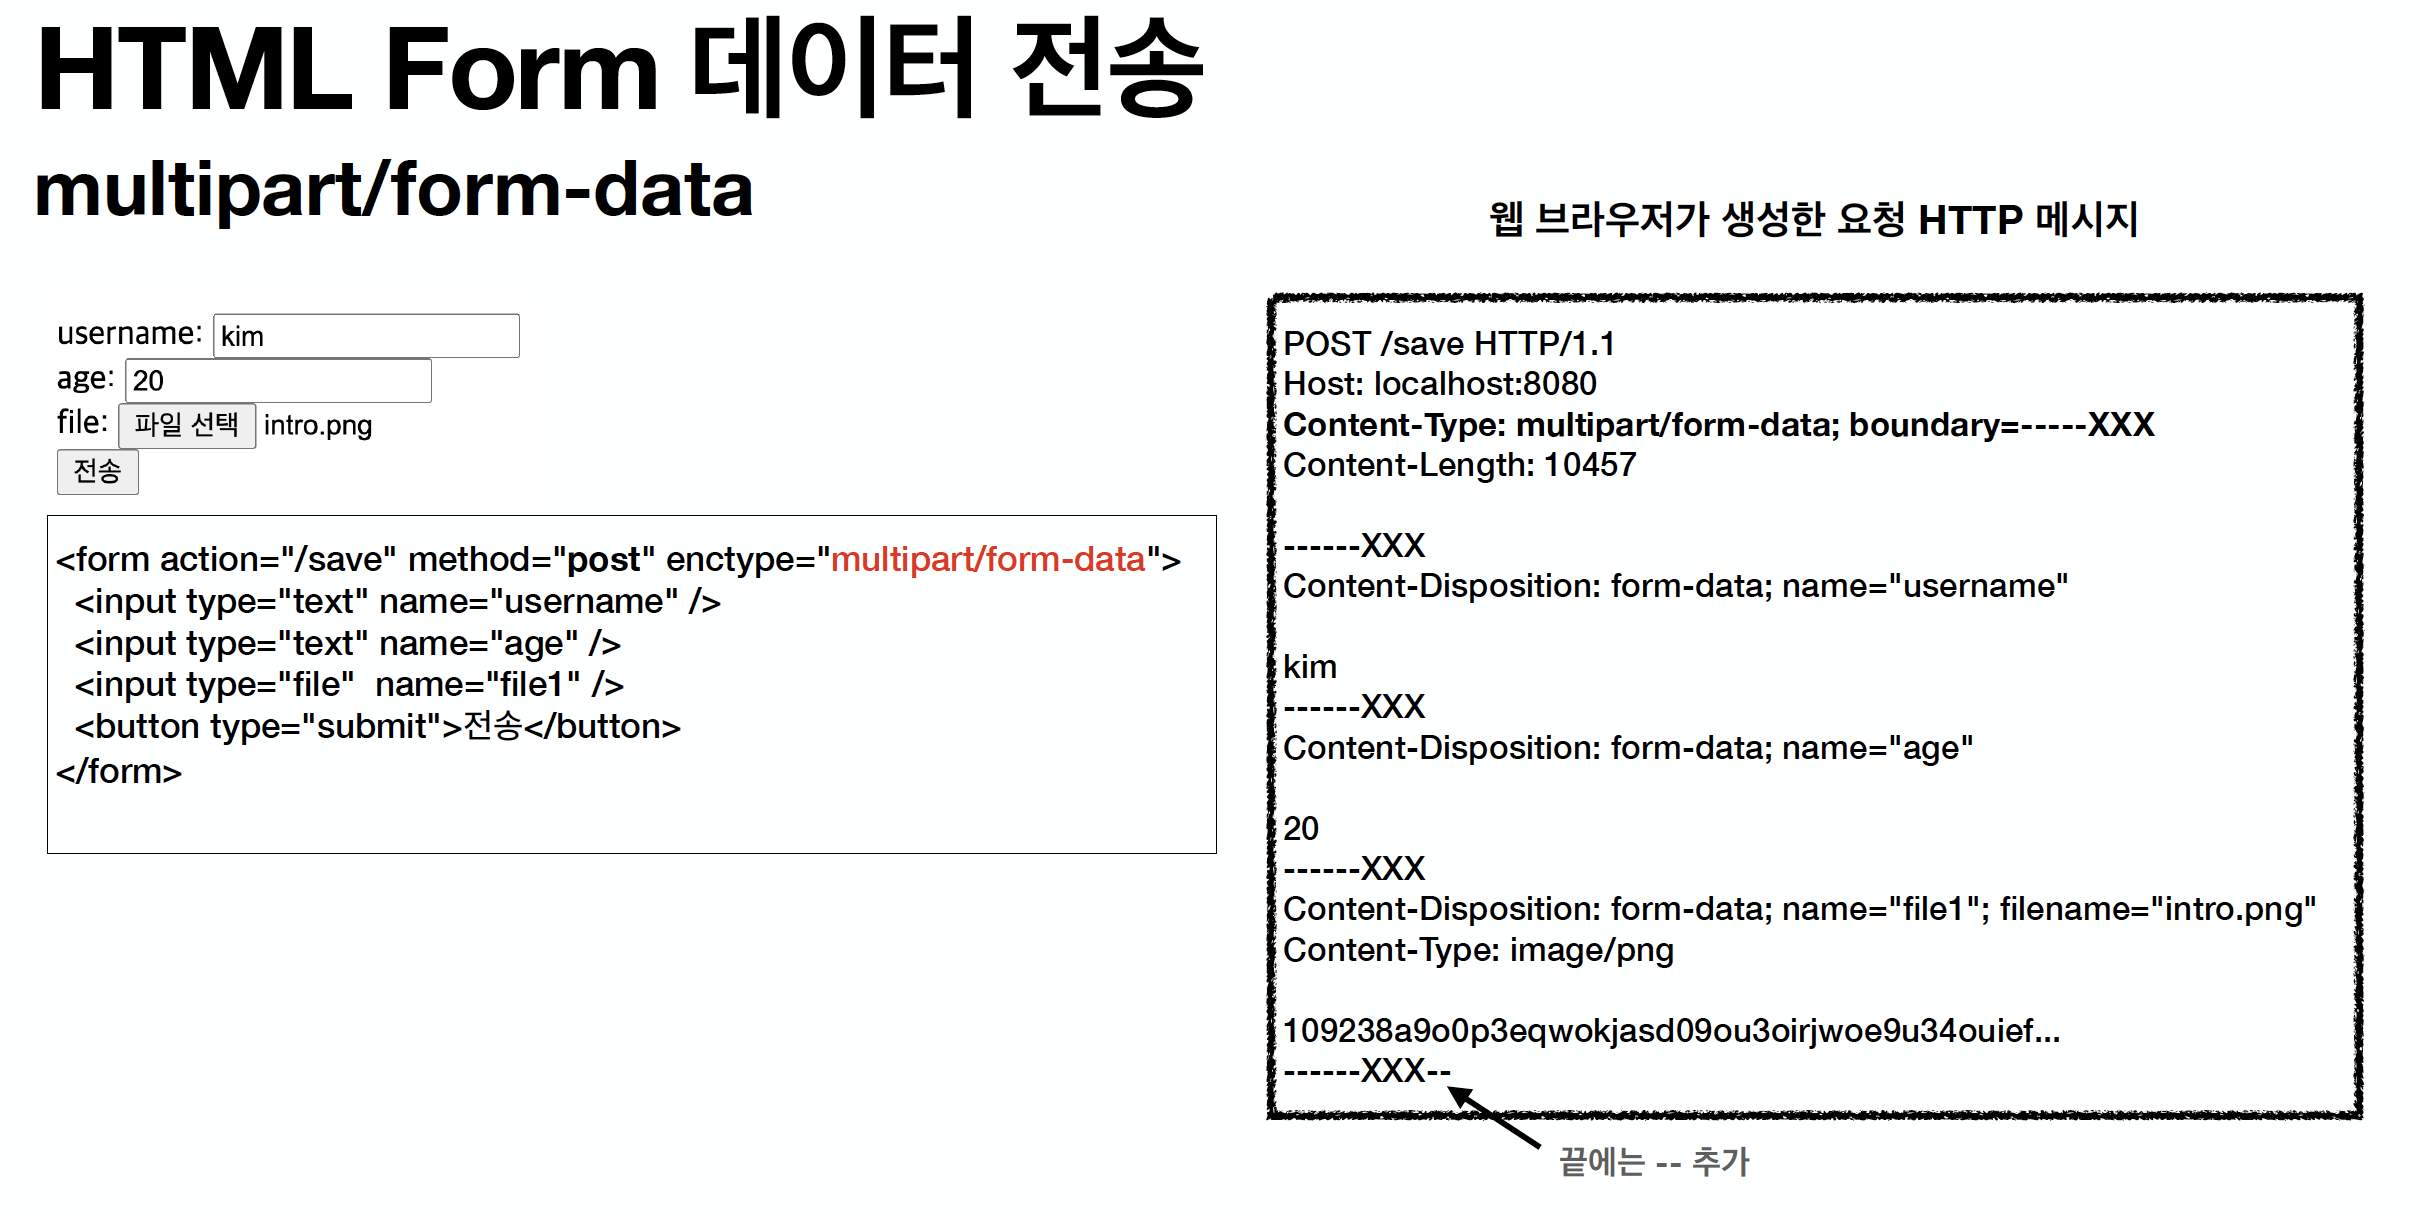 HTML Form 데이터 전송
multipart/form-data
username: kim
age: 20
file: 파일 선택 intro.png
전송
<form action="/save" method="post" enctype="multipart/form-data">
<input type="text" name="username" />
<input type="text" name="age" />
<input type="file"  name="file1" />
<button type="submit">전송</button>
</form>
웹 브라우저가 생성한 요청 HTTP 메시지
POST /save HTTP/1.1
Host: localhost:8080
Content-Type: multipart/form-data; boundary=-----XXX
Content-Length: 10457
------XXX
Content-Disposition: form-data; name="username"
kim
------XXX
Content-Disposition: form-data; name="age"
20
------XXX
Content-Disposition: form-data; name="file1"; filename="intro.png"
Content-Type: image/png
109238a9o0p3eqwokjasd09ou3oirjwoe9u34ouief...
------XXX--
끝에는 -- 추가